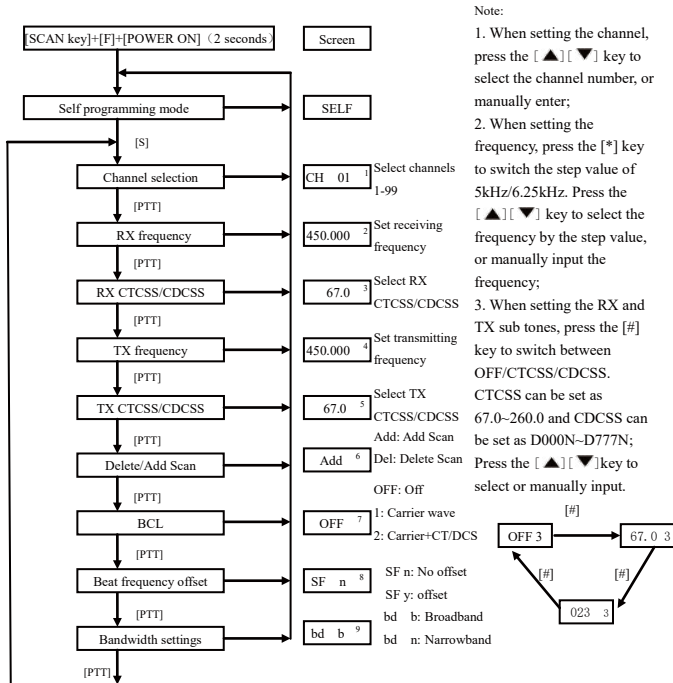 [SCAN key]+[F]+[POWER ON]（2 seconds）
Screen
Self programming mode
SELF
[S]
Channel selection
CH 01 1
Select channels
1-99
[PTT]
RX frequency
450.000 2
Set receiving
frequency
[PTT]
RX CTCSS/CDCSS
67.0 3
Select RX
CTCSS/CDCSS
[PTT]
TX frequency
450.000 4
Set transmitting
frequency
[PTT]
TX CTCSS/CDCSS
67.0 5
Select TX
CTCSS/CDCSS
[PTT]
Delete/Add Scan
Add 6
Add: Add Scan
Del: Delete Scan
[PTT]
BCL
OFF 7
OFF: Off
1: Carrier wave
2: Carrier+CT/DCS
[PTT]
Beat frequency offset
SF n 8
SF n: No offset
SF y: offset
[PTT]
Bandwidth settings
bd b 9
bd b: Broadband
bd n: Narrowband
[PTT]
Note:
1. When setting the channel,
press the [▲][▼] key to
select the channel number, or
manually enter;
2. When setting the
frequency, press the [*] key
to switch the step value of
5kHz/6.25kHz. Press the
[▲][▼] key to select the
frequency by the step value,
or manually input the
frequency;
3. When setting the RX and
TX sub tones, press the [#]
key to switch between
OFF/CTCSS/CDCSS.
CTCSS can be set as
67.0~260.0 and CDCSS can
be set as D000N~D777N;
Press the [▲][▼]key to
select or manually input.
[#]
OFF 3
67.0 3
[#]
[#]
023 3